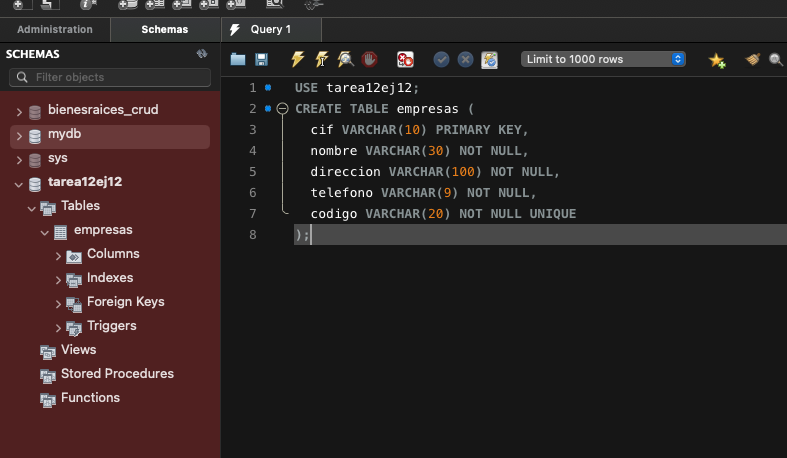 Administration
Schemas
Query 1
SCHEMAS
Filter objects
bienesraices_crud
mydb
sys
tarea12ej12
Tables
empresas
Columns
Indexes
Foreign Keys
Triggers
Views
Stored Procedures
Functions
Limit to 1000 rows
1 USE tarea12ej12;
2 CREATE TABLE empresas (
3 cif VARCHAR(10) PRIMARY KEY,
4 nombre VARCHAR(30) NOT NULL,
5 direccion VARCHAR(100) NOT NULL,
6 telefono VARCHAR(9) NOT NULL,
7 codigo VARCHAR(20) NOT NULL UNIQUE
8 );